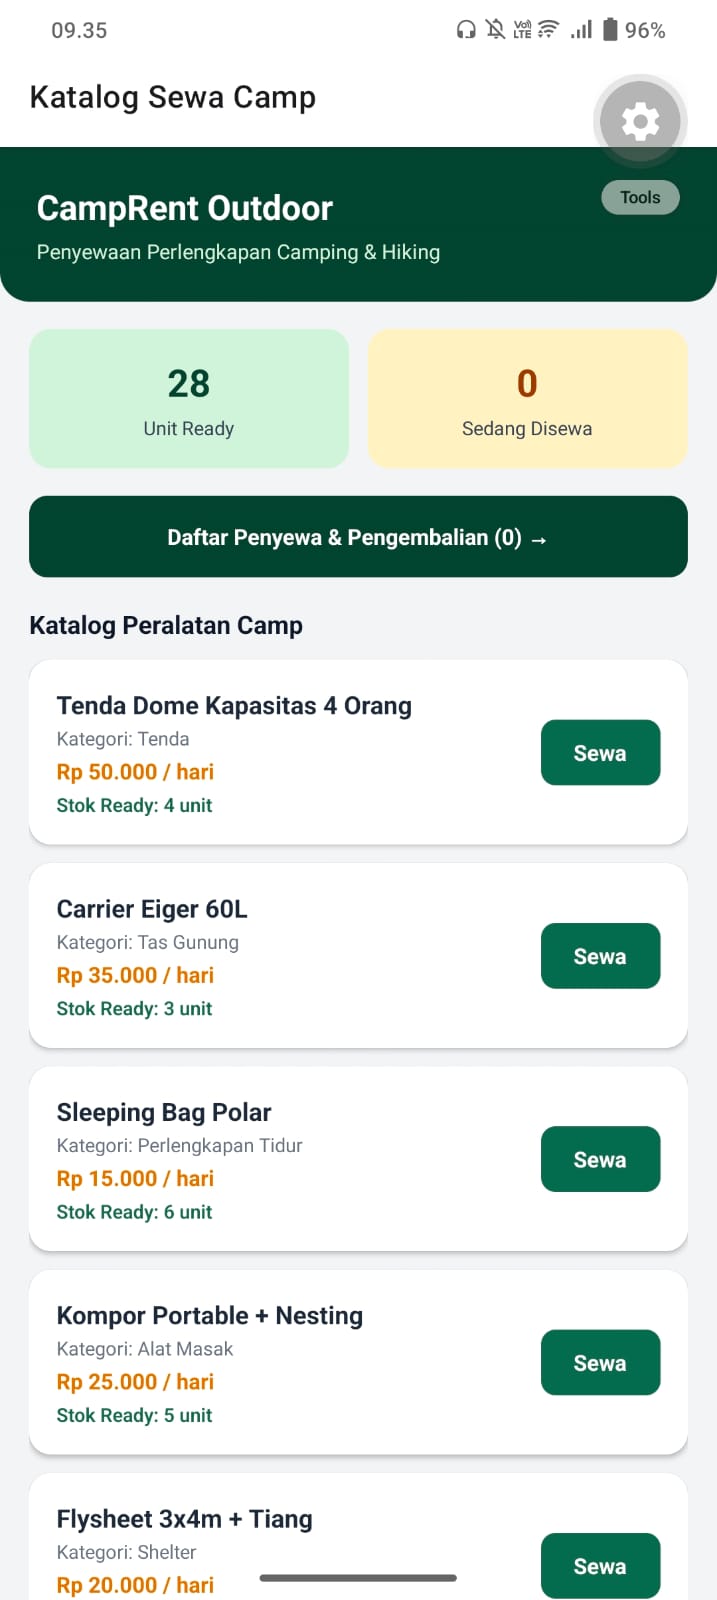 09.35
VoD LTE 96%
Katalog Sewa Camp
CampRent Outdoor
Tools
Penyewaan Perlengkapan Camping & Hiking
28
Unit Ready
0
Sedang Disewa
Daftar Penyewa & Pengembalian (0) →
Katalog Peralatan Camp
Tenda Dome Kapasitas 4 Orang
Kategori: Tenda
Rp 50.000 / hari
Stok Ready: 4 unit
Sewa
Carrier Eiger 60L
Kategori: Tas Gunung
Rp 35.000 / hari
Stok Ready: 3 unit
Sewa
Sleeping Bag Polar
Kategori: Perlengkapan Tidur
Rp 15.000 / hari
Stok Ready: 6 unit
Sewa
Kompor Portable + Nesting
Kategori: Alat Masak
Rp 25.000 / hari
Stok Ready: 5 unit
Sewa
Flysheet 3x4m + Tiang
Kategori: Shelter
Rp 20.000 / hari
Sewa